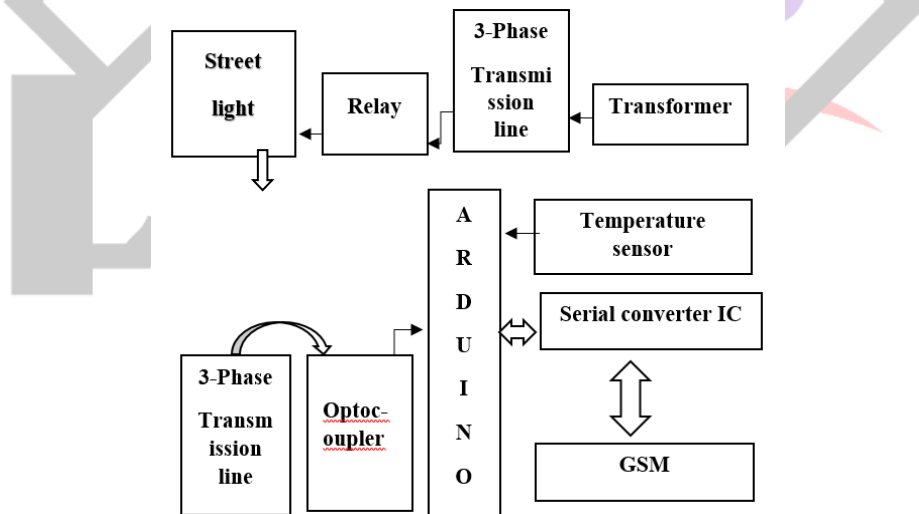 Street
light
Relay
3-Phase
Transmi
ssion
line
Transformer
A
R
D
U
I
N
O
Temperature
sensor
Serial converter IC
GSM
3-Phase
Transm
ission
line
Optoc-
oupler